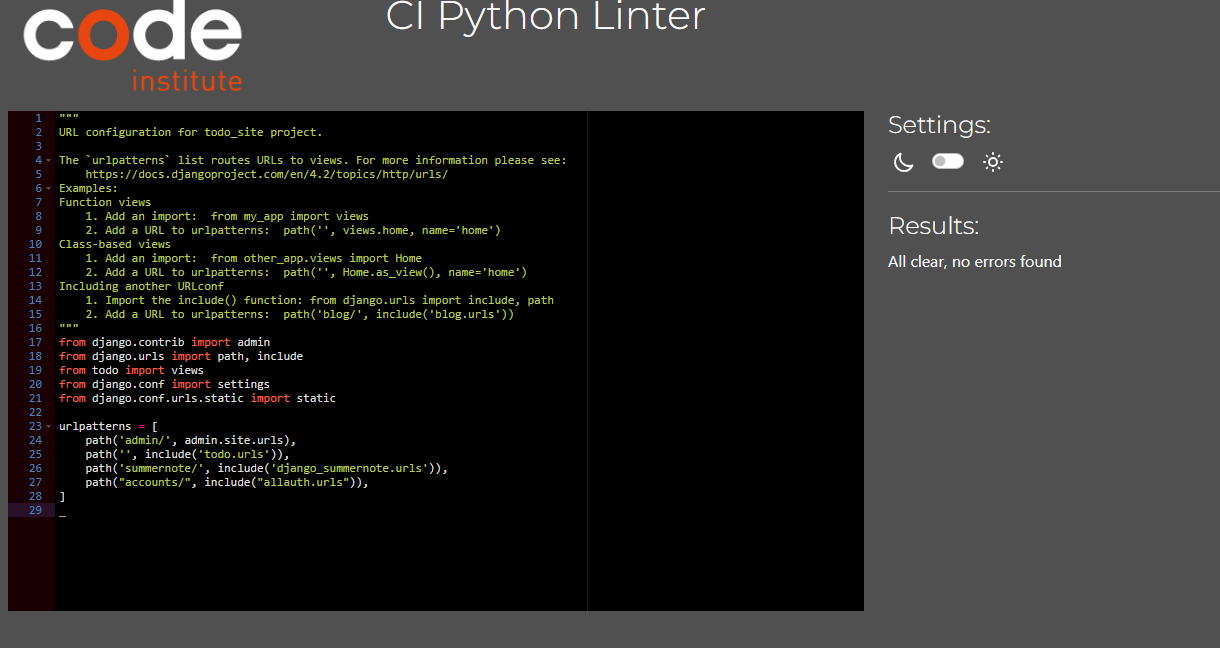 code
institute
CI Python Linter
1 """
2 URL configuration for todo_site project.
3
4 The `urlpatterns` list routes URLs to views. For more information please see:
5     https://docs.djangoproject.com/en/4.2/topics/http/urls/
6 Examples:
7 Function views
8     1. Add an import:  from my_app import views
9     2. Add a URL to urlpatterns:  path('', views.home, name='home')
10 Class-based views
11     1. Add an import:  from other_app.views import Home
12     2. Add a URL to urlpatterns:  path('', Home.as_view(), name='home')
13 Including another URLconf
14     1. Import the include() function: from django.urls import include, path
15     2. Add a URL to urlpatterns:  path('blog/', include('blog.urls'))
16 """
17 from django.contrib import admin
18 from django.urls import path, include
19 from todo import views
20 from django.conf import settings
21 from django.conf.urls.static import static
22
23 urlpatterns = [
24     path('admin/', admin.site.urls),
25     path('', include('todo.urls')),
26     path('summernote/', include('django_summernote.urls')),
27     path("accounts/", include("allauth.urls")),
28 ]
29
Settings:
Results:
All clear, no errors found